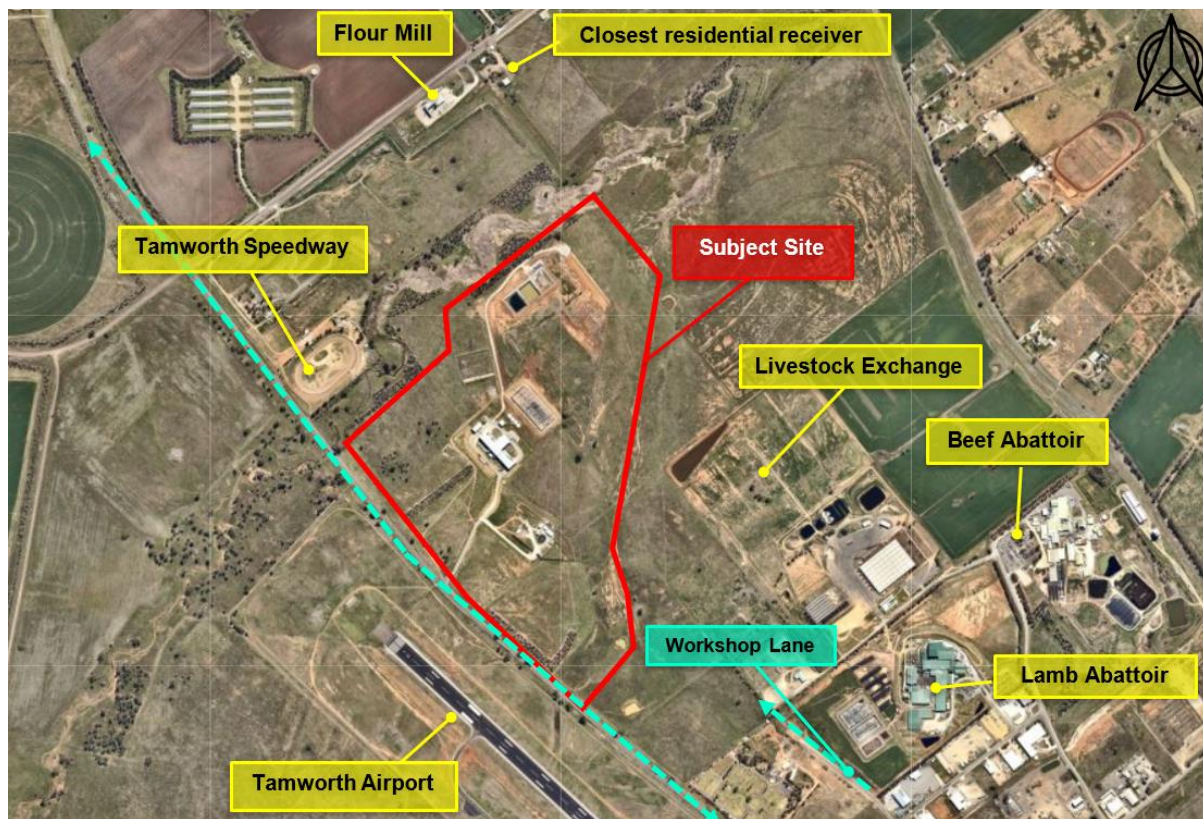 Flour Mill
Closest residential receiver
Tamworth Speedway
Subject Site
Livestock Exchange
Beef Abattoir
Workshop Lane
Lamb Abattoir
Tamworth Airport